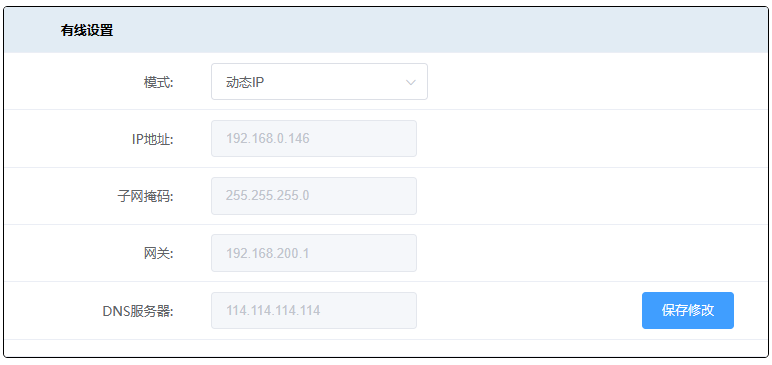 有线设置
模式: 动态IP
IP地址: 192.168.0.146
子网掩码: 255.255.255.0
网关: 192.168.200.1
DNS服务器: 114.114.114.114 保存修改